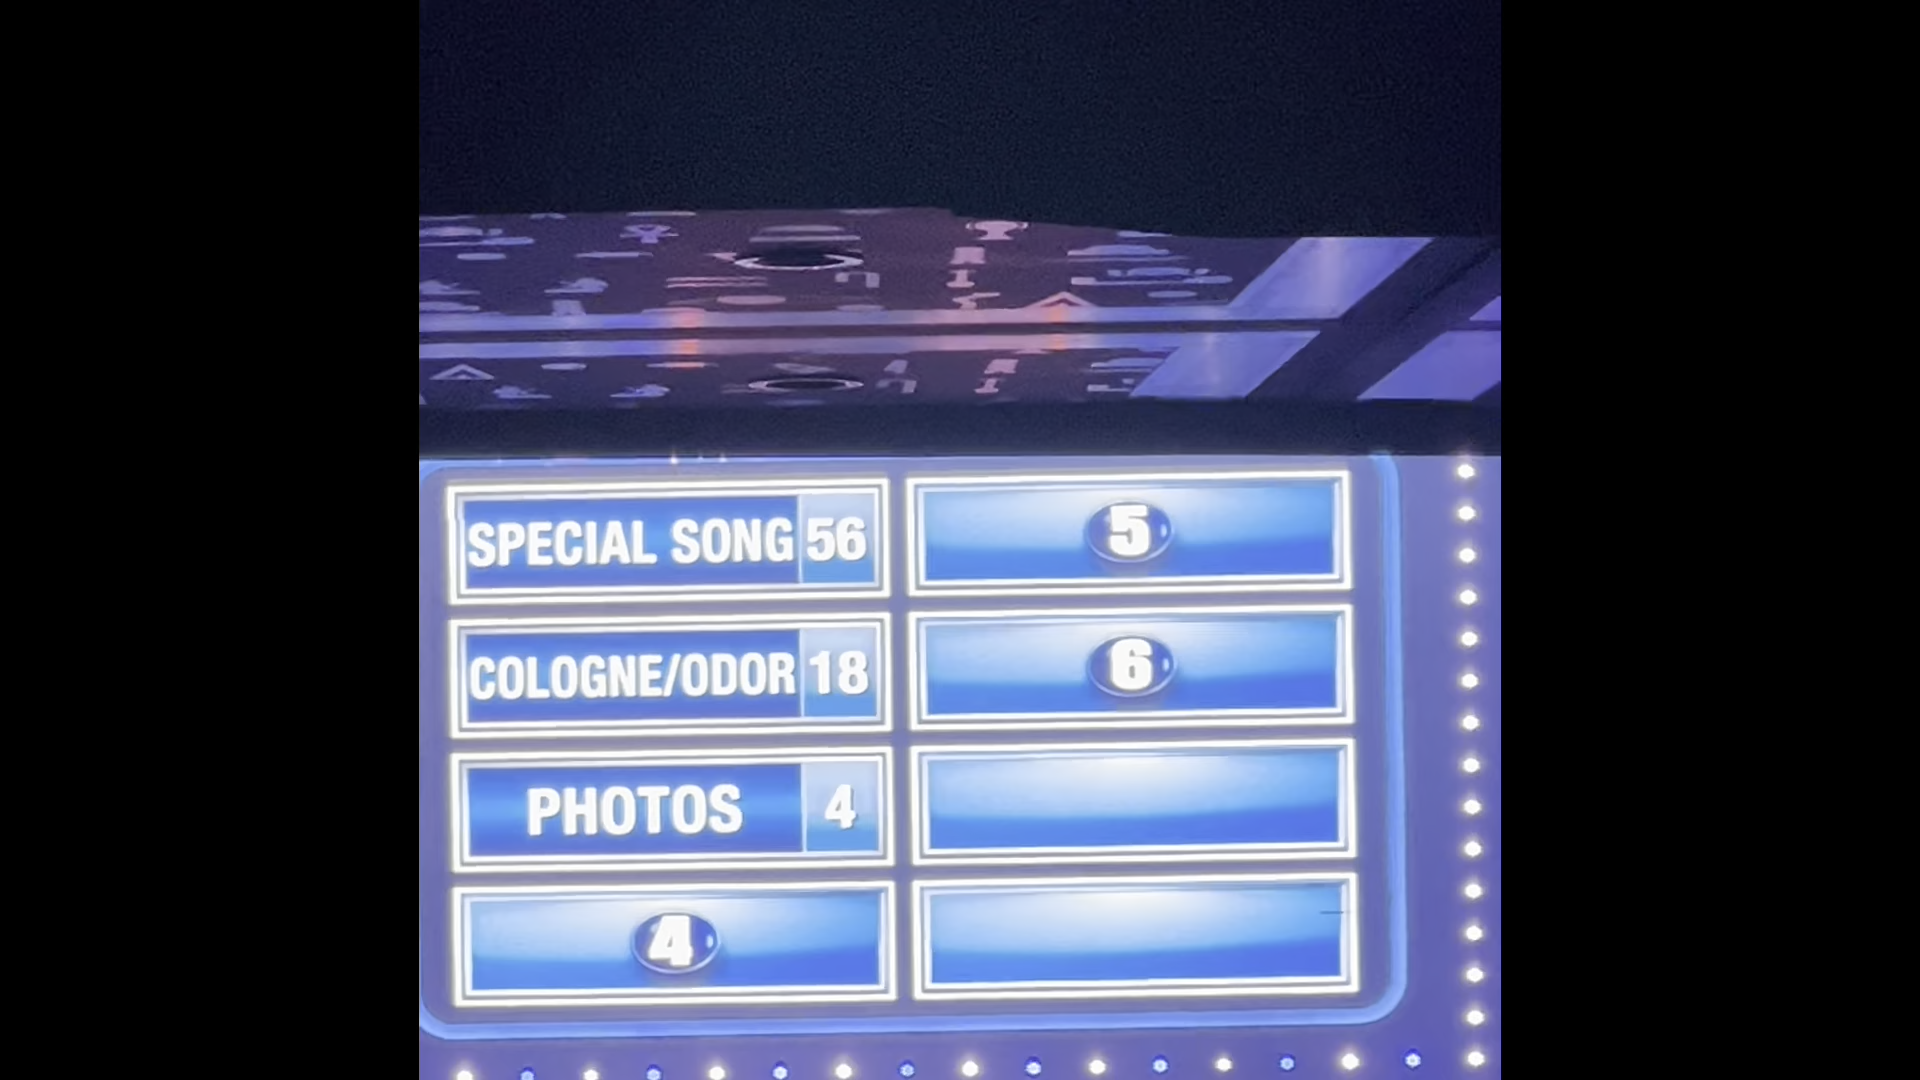 SPECIAL SONG 56
COLOGNE/ODOR 18
PHOTOS 4
4
5
6